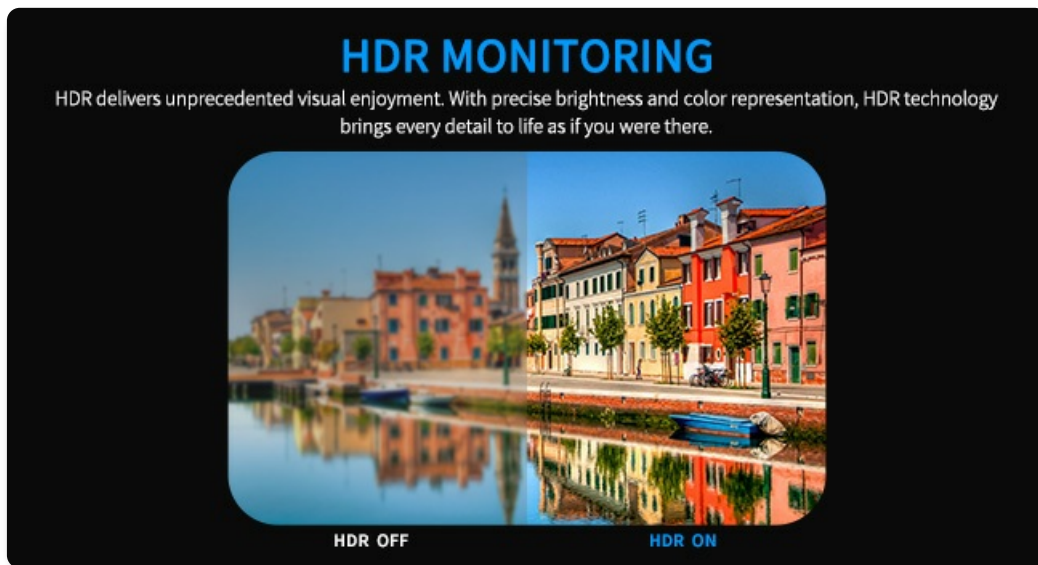 HDR MONITORING
HDR delivers unprecedented visual enjoyment. With precise brightness and color representation, HDR technology
brings every detail to life as if you were there.
HDR OFF
HDR ON